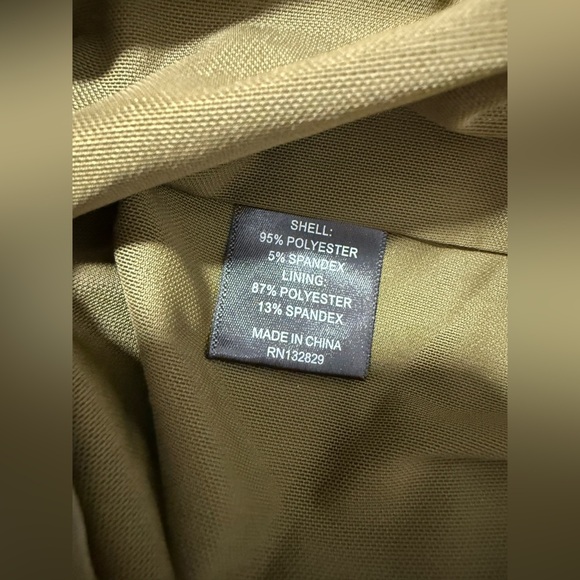 SHELL:
95% POLYESTER
5% SPANDEX
LINING:
87% POLYESTER
13% SPANDEX
MADE IN CHINA
RN132829